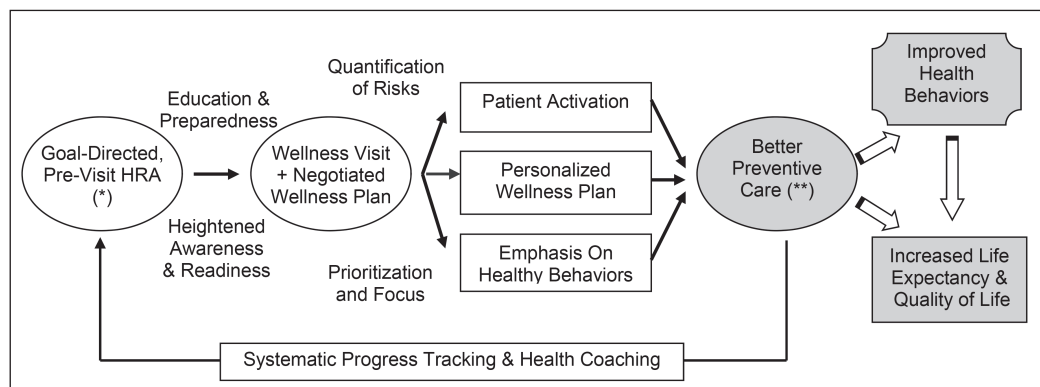 Goal-Directed,
Pre-Visit HRA
(*)
Education &
Preparedness
Heightened
Awareness
& Readiness
Wellness Visit
+ Negotiated
Wellness Plan
Quantification
of Risks
Prioritization
and Focus
Patient Activation
Personalized
Wellness Plan
Emphasis On
Healthy Behaviors
Better
Preventive
Care (**)
Improved
Health
Behaviors
Increased Life
Expectancy &
Quality of Life
Systematic Progress Tracking & Health Coaching